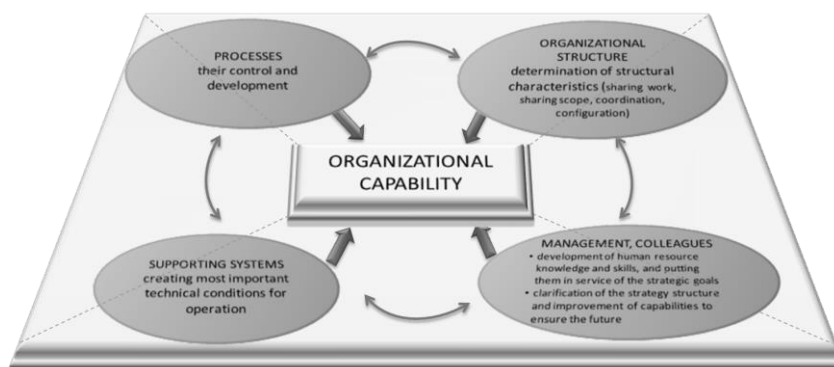 PROCESSES
their control and
development
ORGANIZATIONAL
STRUCTURE
determination of structural
characteristics (sharing work,
sharing scope, coordination,
configuration)
ORGANIZATIONAL
CAPABILITY
SUPPORTING SYSTEMS
creating most important
technical conditions for
operation
MANAGEMENT, COLLEAGUES
• development of human resource
knowledge and skills, and putting
them in service of the strategic goals
• clarification of the strategy structure
and improvement of capabilities to
ensure the future